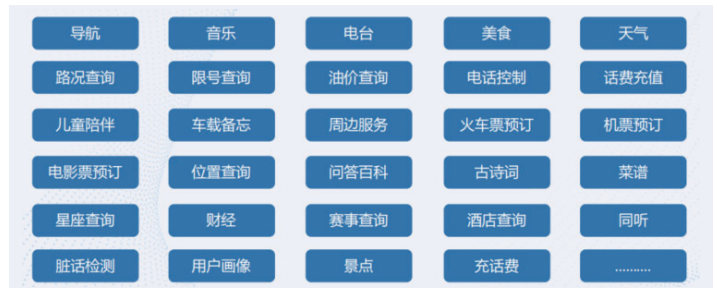 导航 音乐 电台 美食 天气
路况查询 限号查询 油价查询 电话控制 话费充值
儿童陪伴 车载备忘 周边服务 火车票预订 机票预订
电影票预订 位置查询 问答百科 古诗词 菜谱
星座查询 财经 赛事查询 酒店查询 同听
脏话检测 用户画像 景点 充话费 .........